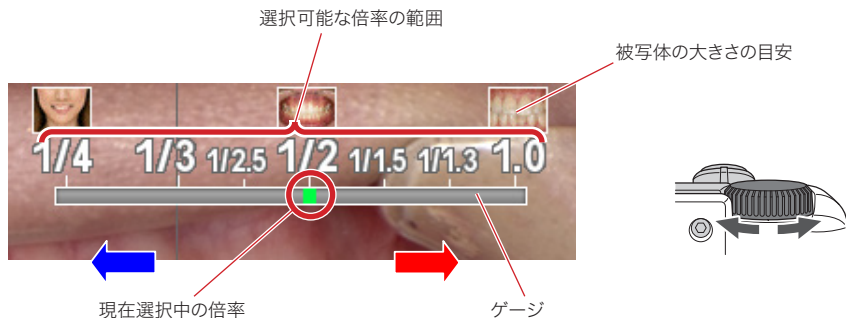 選択可能な倍率の範囲
被写体の大きさの目安
1/4 1/3 1/2.5 1/2 1/1.5 1/1.3 1.0
現在選択中の倍率
ゲージ